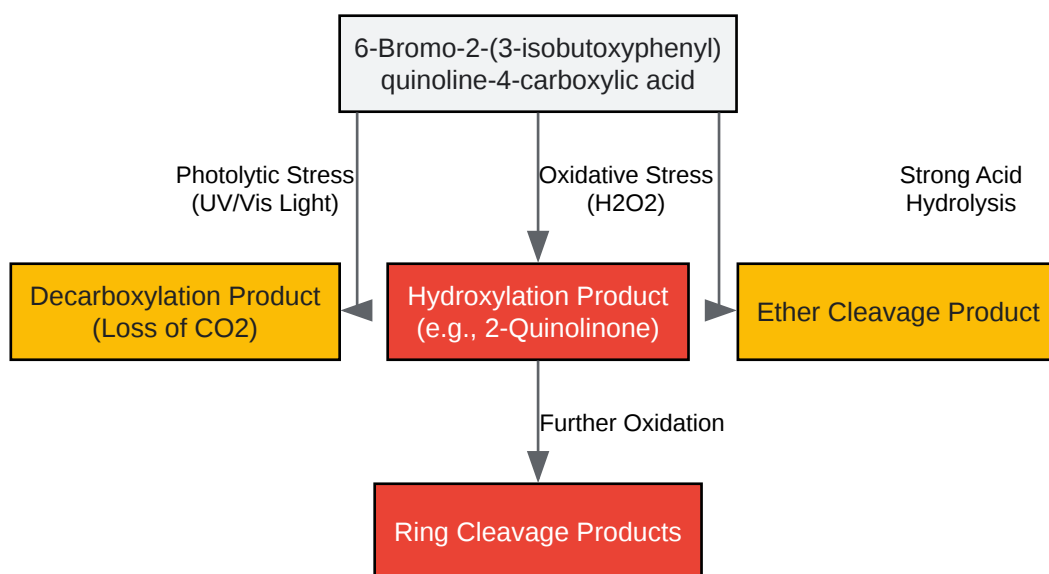 6-Bromo-2-(3-isobutoxyphenyl)
quinoline-4-carboxylic acid
Photolytic Stress
(UV/Vis Light)
Oxidative Stress
(H2O2)
Strong Acid
Hydrolysis
Decarboxylation Product
(Loss of CO2)
Hydroxylation Product
(e.g., 2-Quinolinone)
Ether Cleavage Product
Further Oxidation
Ring Cleavage Products